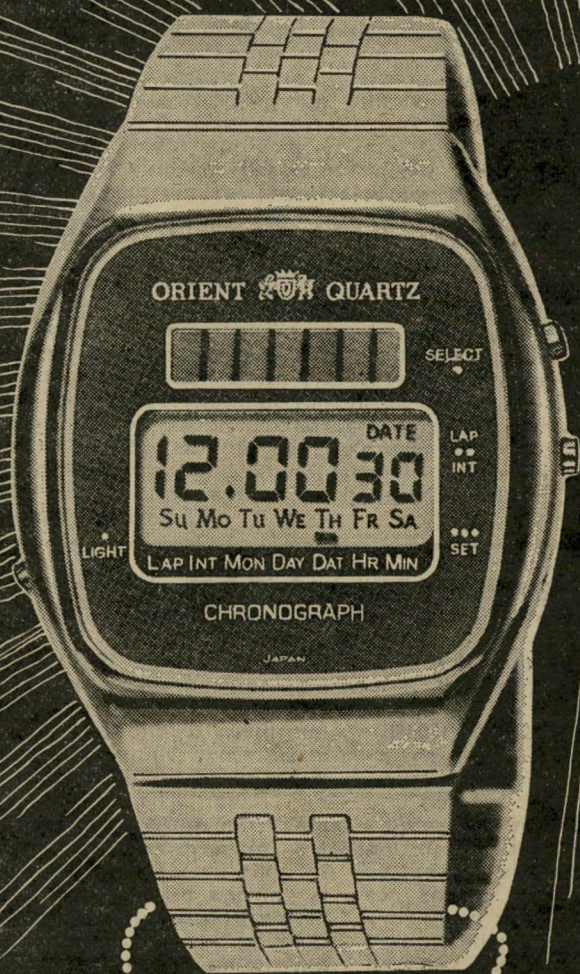 ORIENT QUARTZ
SELECT
DATE
12.00 30
LAP
INT
Su Mo Tu We Th Fr Sa
LIGHT
SET
LAP INT MON DAY DAT HR MIN
CHRONOGRAPH
JAPAN